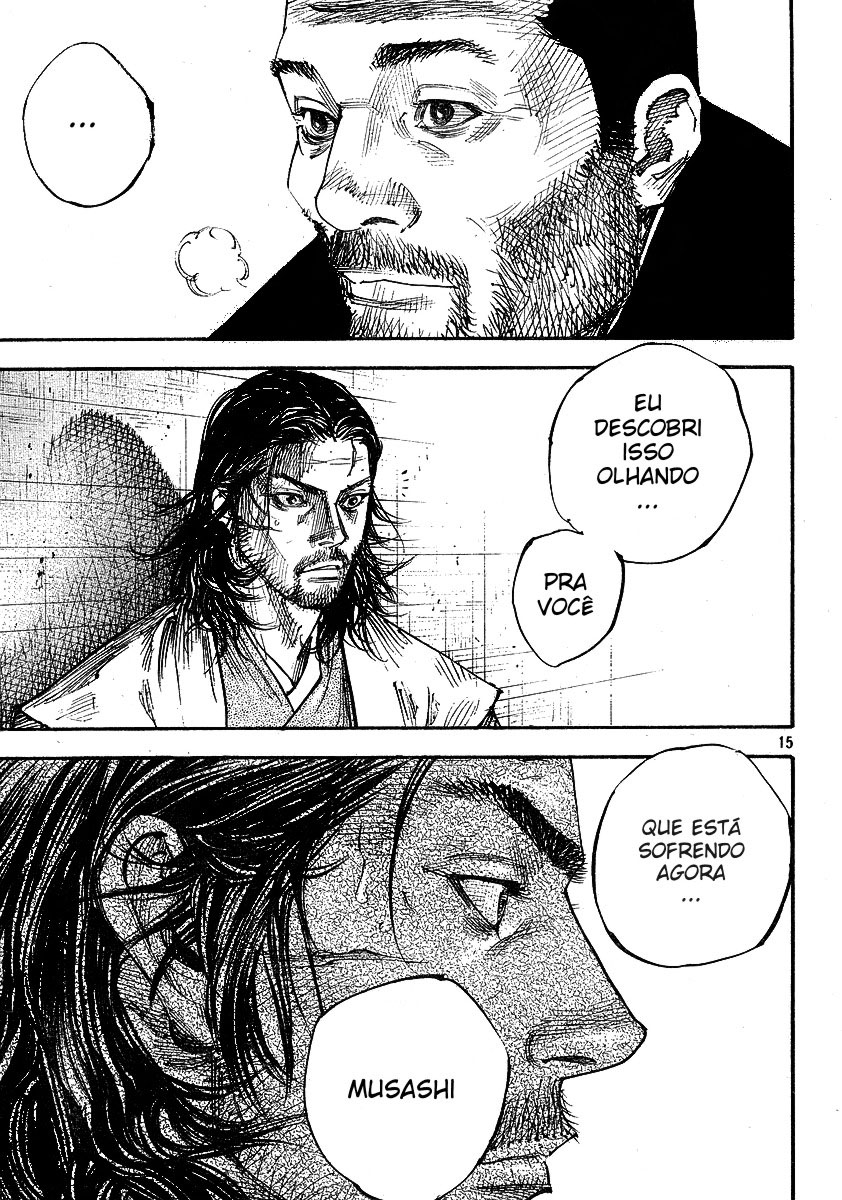 ...
EU
DESCOBRI
ISSO
OLHANDO
...
PRA
VOCÊ
15
QUE ESTÁ
SOFRENDO
AGORA
...
MUSASHI